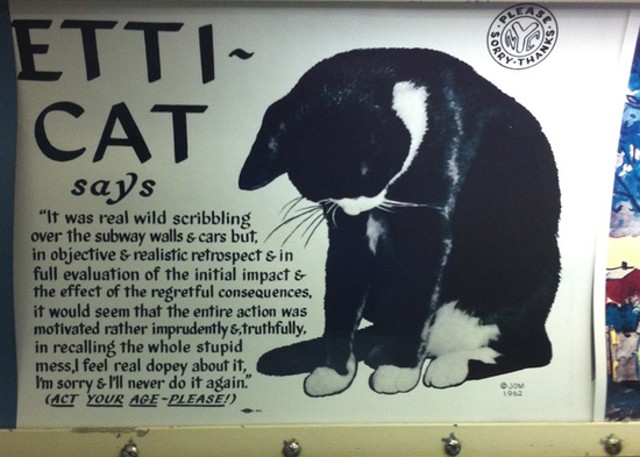 ETTI-
CAT
says
"It was real wild scribbling
over the subway walls & cars but,
in objective & realistic retrospect & in
full evaluation of the initial impact &
the effect of the regretful consequences,
it would seem that the entire action was
motivated rather imprudently &, truthfully,
in recalling the whole stupid
mess, I feel real dopey about it,
I'm sorry & I'll never do it again."
(ACT YOUR AGE-PLEASE!)
PLEASE
NYC
SORRY·THANKS
©JOM
1962